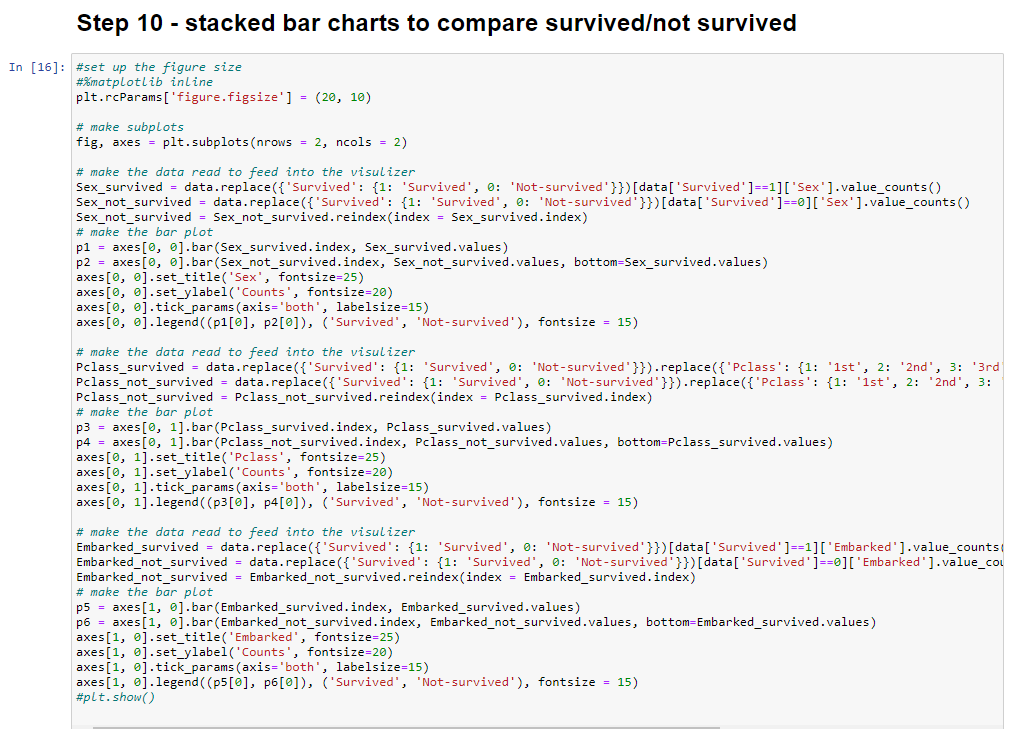 Step 10 - stacked bar charts to compare survived/not survived
In [16]:
#set up the figure size
#%matplotlib inline
plt.rcParams['figure.figsize'] = (20, 10)
# make subplots
fig, axes = plt.subplots(nrows = 2, ncols = 2)
# make the data read to feed into the visulizer
Sex_survived = data.replace({'Survived': {1: 'Survived', 0: 'Not-survived'}})[data['Survived']==1]['Sex'].value_counts()
Sex_not_survived = data.replace({'Survived': {1: 'Survived', 0: 'Not-survived'}})[data['Survived']==0]['Sex'].value_counts()
Sex_not_survived = Sex_not_survived.reindex(index = Sex_survived.index)
# make the bar plot
p1 = axes[0, 0].bar(Sex_survived.index, Sex_survived.values)
p2 = axes[0, 0].bar(Sex_not_survived.index, Sex_not_survived.values, bottom=Sex_survived.values)
axes[0, 0].set_title('Sex', fontsize=25)
axes[0, 0].set_ylabel('Counts', fontsize=20)
axes[0, 0].tick_params(axis='both', labelsize=15)
axes[0, 0].legend((p1[0], p2[0]), ('Survived', 'Not-survived'), fontsize = 15)
# make the data read to feed into the visulizer
Pclass_survived = data.replace({'Survived': {1: 'Survived', 0: 'Not-survived'}}).replace({'Pclass': {1: '1st', 2: '2nd', 3: '3rd'
Pclass_not_survived = data.replace({'Survived': {1: 'Survived', 0: 'Not-survived'}}).replace({'Pclass': {1: '1st', 2: '2nd', 3: '
Pclass_not_survived = Pclass_not_survived.reindex(index = Pclass_survived.index)
# make the bar plot
p3 = axes[0, 1].bar(Pclass_survived.index, Pclass_survived.values)
p4 = axes[0, 1].bar(Pclass_not_survived.index, Pclass_not_survived.values, bottom=Pclass_survived.values)
axes[0, 1].set_title('Pclass', fontsize=25)
axes[0, 1].set_ylabel('Counts', fontsize=20)
axes[0, 1].tick_params(axis='both', labelsize=15)
axes[0, 1].legend((p3[0], p4[0]), ('Survived', 'Not-survived'), fontsize = 15)
# make the data read to feed into the visulizer
Embarked_survived = data.replace({'Survived': {1: 'Survived', 0: 'Not-survived'}})[data['Survived']==1]['Embarked'].value_counts(
Embarked_not_survived = data.replace({'Survived': {1: 'Survived', 0: 'Not-survived'}})[data['Survived']==0]['Embarked'].value_cou
Embarked_not_survived = Embarked_not_survived.reindex(index = Embarked_survived.index)
# make the bar plot
p5 = axes[1, 0].bar(Embarked_survived.index, Embarked_survived.values)
p6 = axes[1, 0].bar(Embarked_not_survived.index, Embarked_not_survived.values, bottom=Embarked_survived.values)
axes[1, 0].set_title('Embarked', fontsize=25)
axes[1, 0].set_ylabel('Counts', fontsize=20)
axes[1, 0].tick_params(axis='both', labelsize=15)
axes[1, 0].legend((p5[0], p6[0]), ('Survived', 'Not-survived'), fontsize = 15)
#plt.show()